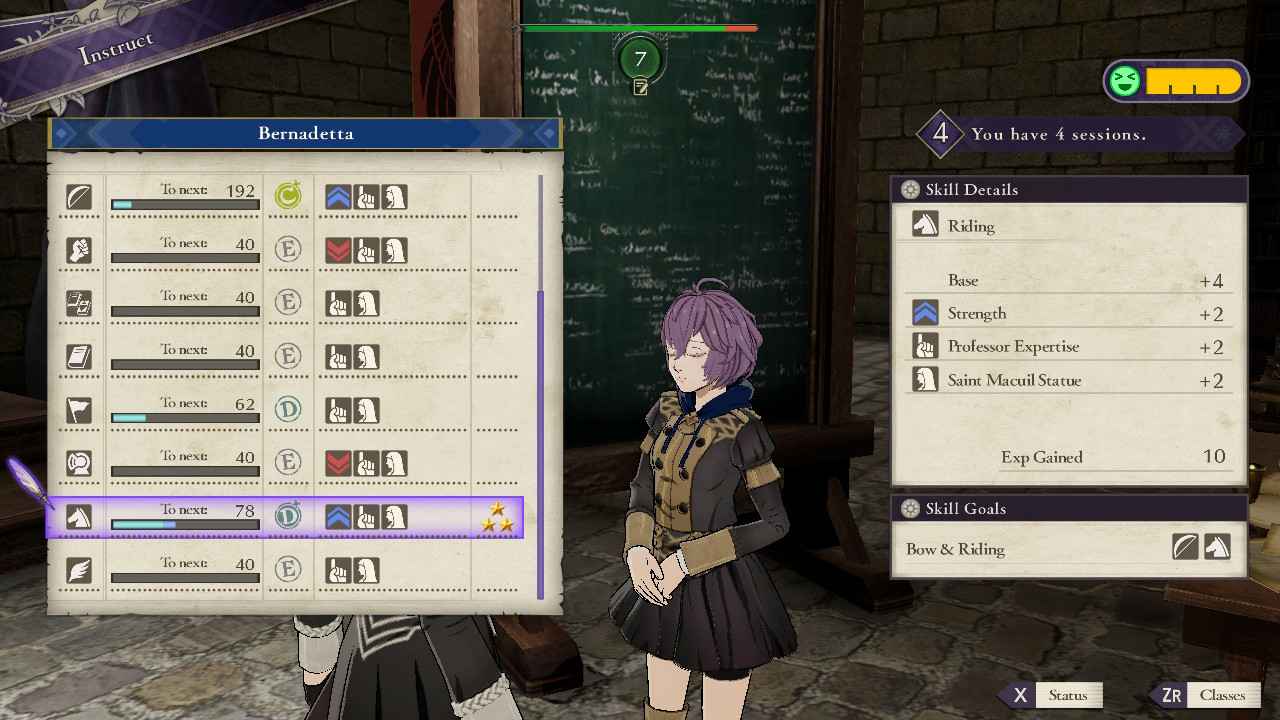 Instruct
7
4 You have 4 sessions.
Bernadetta
To next: 192 C+
To next: 40 E
To next: 40 E
To next: 40 E
To next: 62 D
To next: 40 E
To next: 78 D+
To next: 40 E
Skill Details
Riding
Base +4
Strength +2
Professor Expertise +2
Saint Macuil Statue +2
Exp Gained 10
Skill Goals
Bow & Riding
X Status
ZR Classes